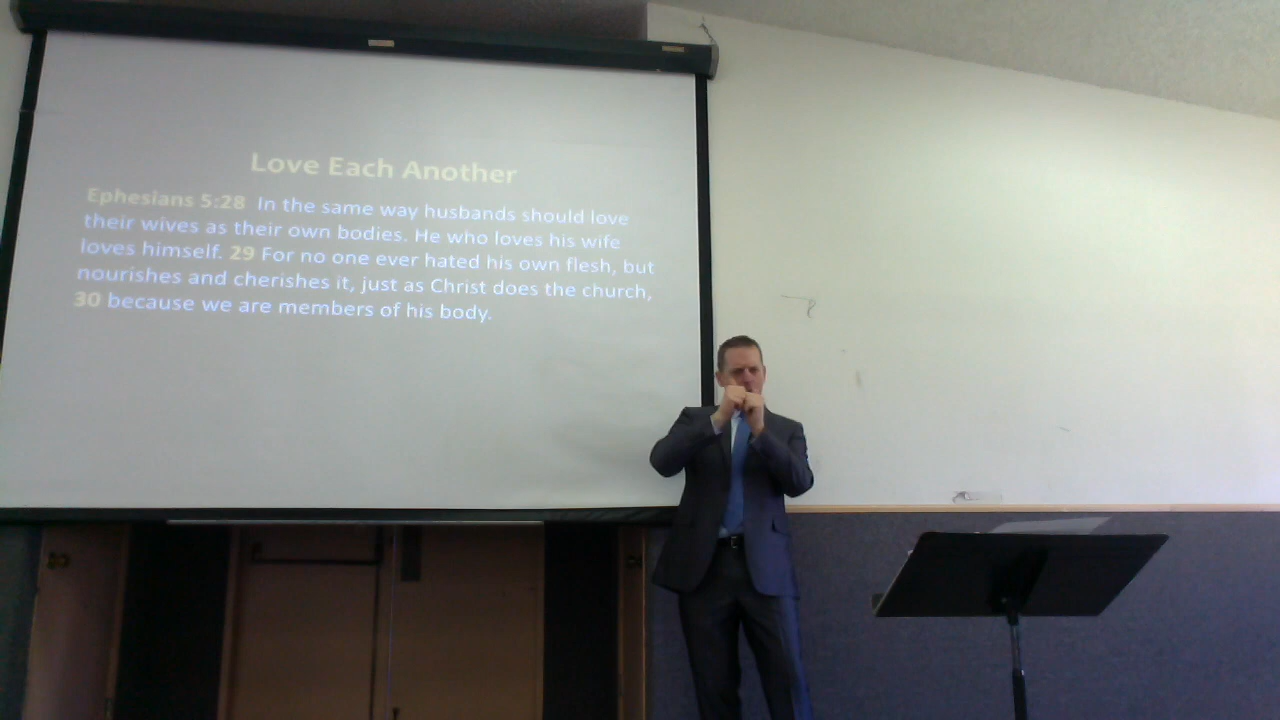 Love Each Another
Ephesians 5:28 In the same way husbands should love
their wives as their own bodies. He who loves his wife
loves himself. 29 For no one ever hated his own flesh, but
nourishes and cherishes it, just as Christ does the church,
30 because we are members of his body.